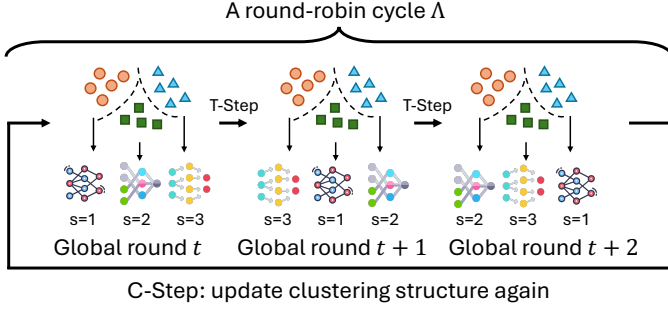 A round-robin cycle Λ
T-Step
T-Step
s=1 s=2 s=3
s=3 s=1 s=2
s=2 s=3 s=1
Global round t
Global round t + 1
Global round t + 2
C-Step: update clustering structure again